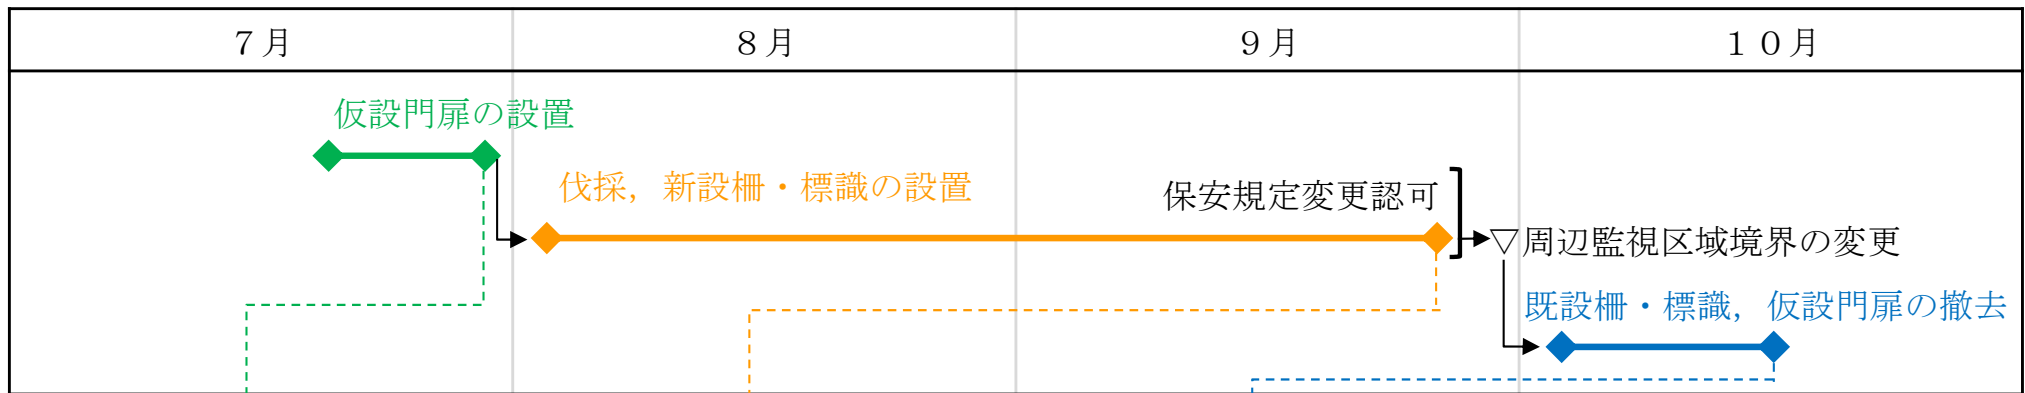 ７月
８月
９月
１０月
仮設門扉の設置
伐採，新設柵・標識の設置
保安規定変更認可
▽周辺監視区域境界の変更
既設柵・標識，仮設門扉の撤去